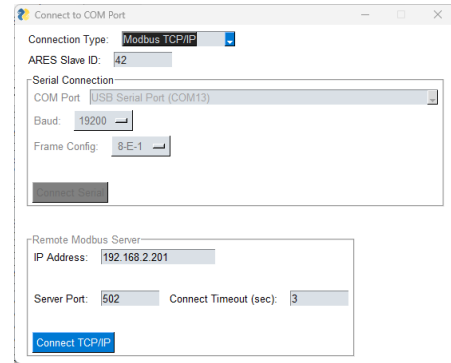 Connect to COM Port
Connection Type: Modbus TCP/IP
ARES Slave ID: 42
Serial Connection
COM Port USB Serial Port (COM13)
Baud: 19200
Frame Config: 8-E-1
Connect Serial
Remote Modbus Server
IP Address: 192.168.2.201
Server Port: 502 Connect Timeout (sec): 3
Connect TCP/IP